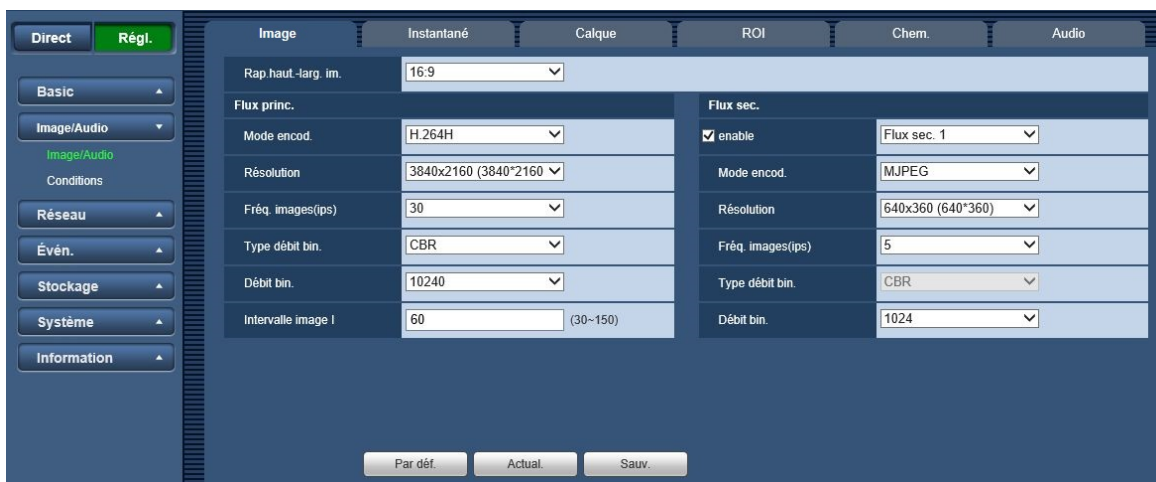 Direct Régl.
Image Instantané Calque ROI Chem. Audio
Basic
Image/Audio
Image/Audio
Conditions
Réseau
Évén.
Stockage
Système
Information
Rap.haut.-larg. im. 16:9
Flux princ.
Mode encod. H.264H
Résolution 3840x2160 (3840*2160
Fréq. images(ips) 30
Type débit bin. CBR
Débit bin. 10240
Intervalle image I 60 (30~150)
Flux sec.
enable Flux sec. 1
Mode encod. MJPEG
Résolution 640x360 (640*360)
Fréq. images(ips) 5
Type débit bin. CBR
Débit bin. 1024
Par déf. Actual. Sauv.